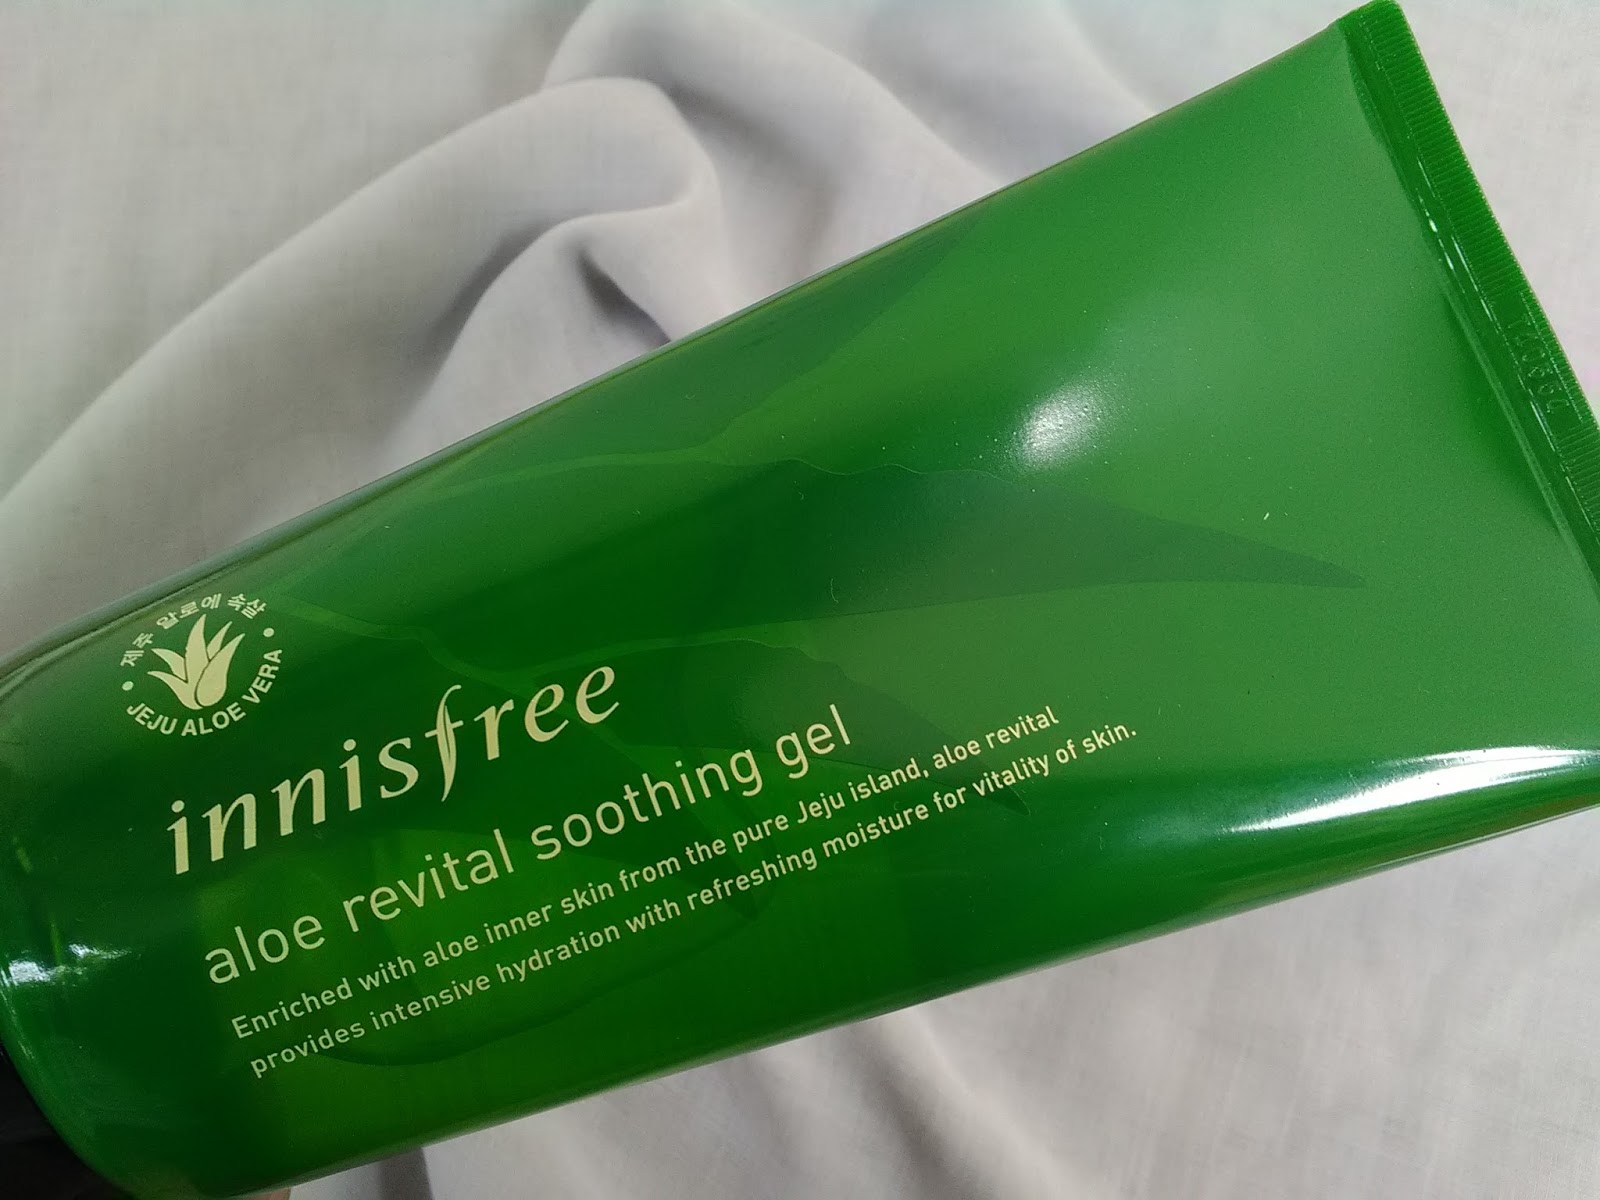 제주 알로에 속살
JEJU ALOE VERA
innisfree
aloe revital soothing gel
Enriched with aloe inner skin from the pure Jeju island, aloe revital
provides intensive hydration with refreshing moisture for vitality of skin.